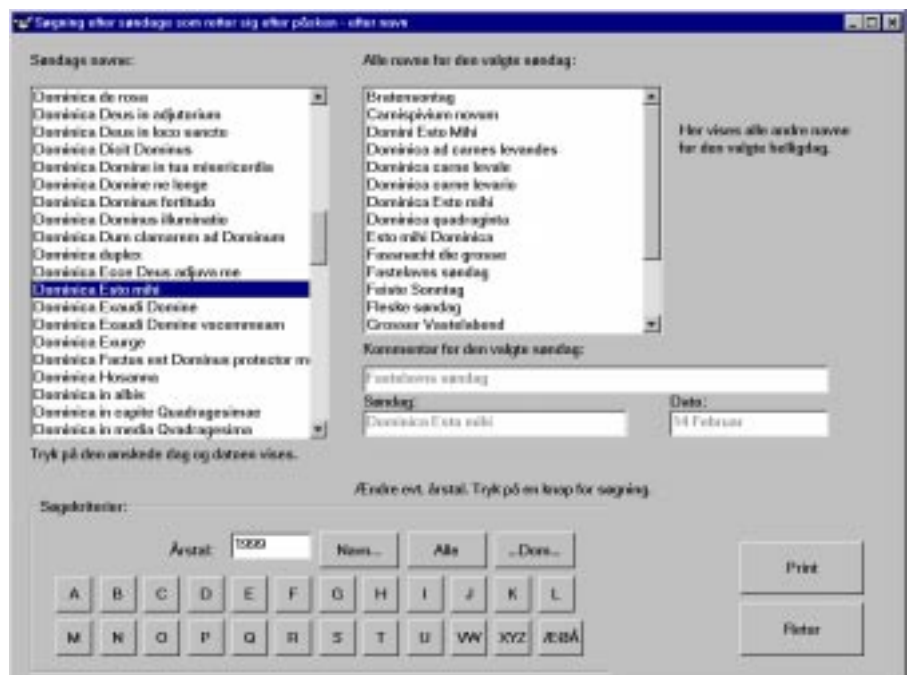 Søgning efter søndage som retter sig efter påsken - efter navn
Søndags navne:
Dominica de rosa
Dominica Deus in adjutorium
Dominica Deus in loco sancto
Dominica Dicit Dominus
Dominica Domine in tua misericordia
Dominica Domine ne longe
Dominica Dominus fortitudo
Dominica Dominus illuminatio
Dominica Dum clamarem ad Dominum
Dominica duplex
Dominica Ecce Deus adjuva me
Dominica Esto mihi
Dominica Exaudi Domine
Dominica Exaudi Domine vocemmeam
Dominica Exurge
Dominica Factus est Dominus protector m
Dominica Hosanna
Dominica in albis
Dominica in capite Quadragesimae
Dominica in media Qvadragesima
Tryk på den ønskede dag og datoen vises.
Alle navne for den valgte søndag:
Bratensontag
Carnispivium novum
Domini Esto Mihi
Dominica ad carnes levandes
Dominica carne levale
Dominica carne levario
Dominica Esto mihi
Dominica quadraginta
Esto mihi Dominica
Fassnacht die grosse
Fastelavns søndag
Feiste Sonntag
Fleske søndag
Grosser Vastelabend
Her vises alle andre navne
for den valgte helligdag.
Kommentar for den valgte søndag:
Fastelavns søndag
Søndag:
Dato:
Dominica Esto mihi
14 Februar
Ændre evt. årstal. Tryk på en knap for søgning.
Søgekriterier:
Årstal:
1999
Navn...
Alle
..Dom...
A B C D E F G H I J K L
M N O P Q R S T U VW XYZ ÆØÅ
Print
Retur